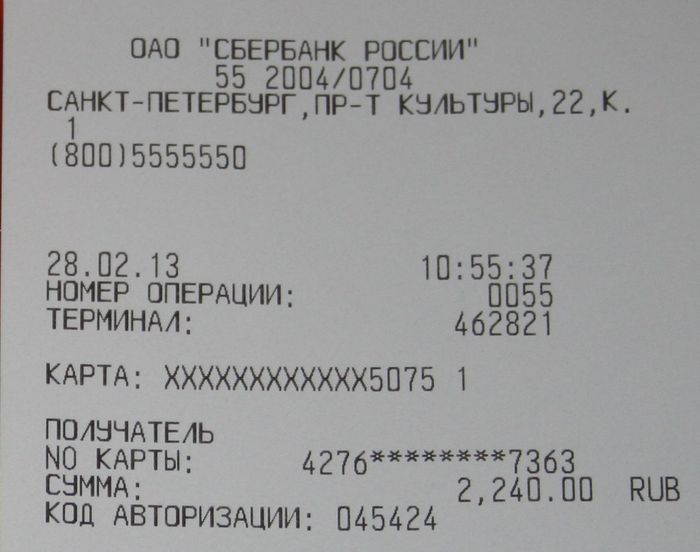 ОАО "СБЕРБАНК РОССИИ"
55 2004/0704
САНКТ-ПЕТЕРБУРГ,ПР-Т КУЛЬТУРЫ,22,К.
1
(800)5555550
28.02.13 10:55:37
НОМЕР ОПЕРАЦИИ: 0055
ТЕРМИНАЛ: 462821
КАРТА: XXXXXXXXXXXX5075 1
ПОЛУЧАТЕЛЬ
NO КАРТЫ: 4276********7363
СУММА: 2,240.00 RUB
КОД АВТОРИЗАЦИИ: 045424